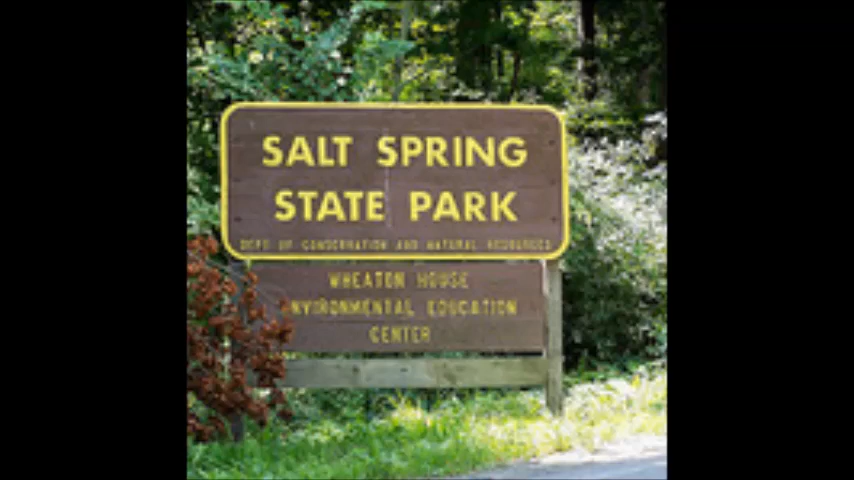 SALT SPRING
STATE PARK
DEPT OF CONSERVATION AND NATURAL RESOURCES
WHEATON HOUSE
ENVIRONMENTAL EDUCATION
CENTER